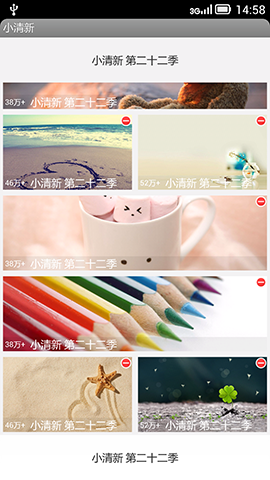 3G 14:58
小清新
小清新 第二十二季
38万+ 小清新 第二十二季
46万+ 小清新 第二十二季
52万+ 小清新 第二十二季
38万+ 小清新 第二十二季
38万+ 小清新 第二十二季
46万+ 小清新 第二十二季
52万+ 小清新 第二十二季
小清新 第二十二季